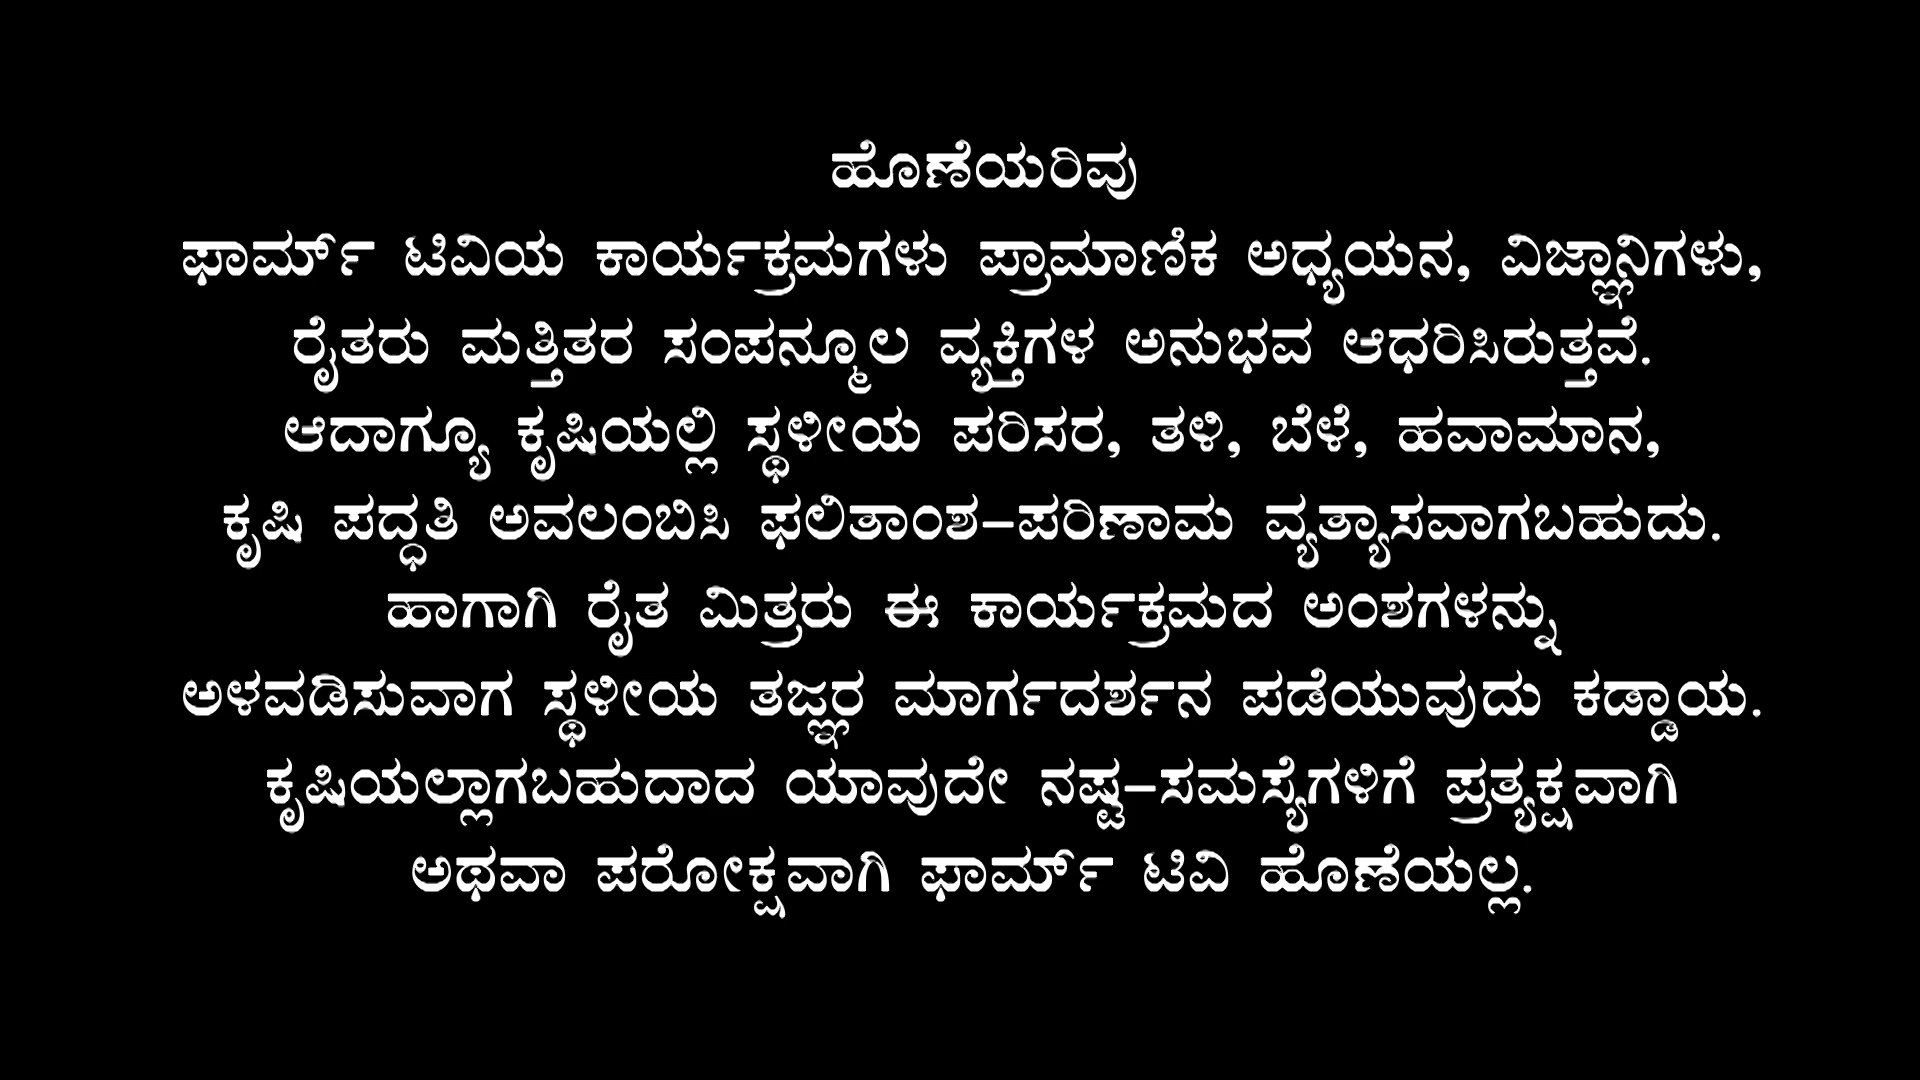 ಹೊಣೆಯರಿವು
ಫಾರ್ಮ್ ಟಿವಿಯ ಕಾರ್ಯಕ್ರಮಗಳು ಪ್ರಾಮಾಣಿಕ ಅಧ್ಯಯನ, ವಿಜ್ಞಾನಿಗಳು,
ರೈತರು ಮತ್ತಿತರ ಸಂಪನ್ಮೂಲ ವ್ಯಕ್ತಿಗಳ ಅನುಭವ ಆಧರಿಸಿರುತ್ತವೆ.
ಆದಾಗ್ಯೂ ಕೃಷಿಯಲ್ಲಿ ಸ್ಥಳೀಯ ಪರಿಸರ, ತಳಿ, ಬೆಳೆ, ಹವಾಮಾನ,
ಕೃಷಿ ಪದ್ಧತಿ ಅವಲಂಬಿಸಿ ಫಲಿತಾಂಶ–ಪರಿಣಾಮ ವ್ಯತ್ಯಾಸವಾಗಬಹುದು.
ಹಾಗಾಗಿ ರೈತ ಮಿತ್ರರು ಈ ಕಾರ್ಯಕ್ರಮದ ಅಂಶಗಳನ್ನು
ಅಳವಡಿಸುವಾಗ ಸ್ಥಳೀಯ ತಜ್ಞರ ಮಾರ್ಗದರ್ಶನ ಪಡೆಯುವುದು ಕಡ್ಡಾಯ.
ಕೃಷಿಯಲ್ಲಾಗಬಹುದಾದ ಯಾವುದೇ ನಷ್ಟ–ಸಮಸ್ಯೆಗಳಿಗೆ ಪ್ರತ್ಯಕ್ಷವಾಗಿ
ಅಥವಾ ಪರೋಕ್ಷವಾಗಿ ಫಾರ್ಮ್ ಟಿವಿ ಹೊಣೆಯಲ್ಲ.